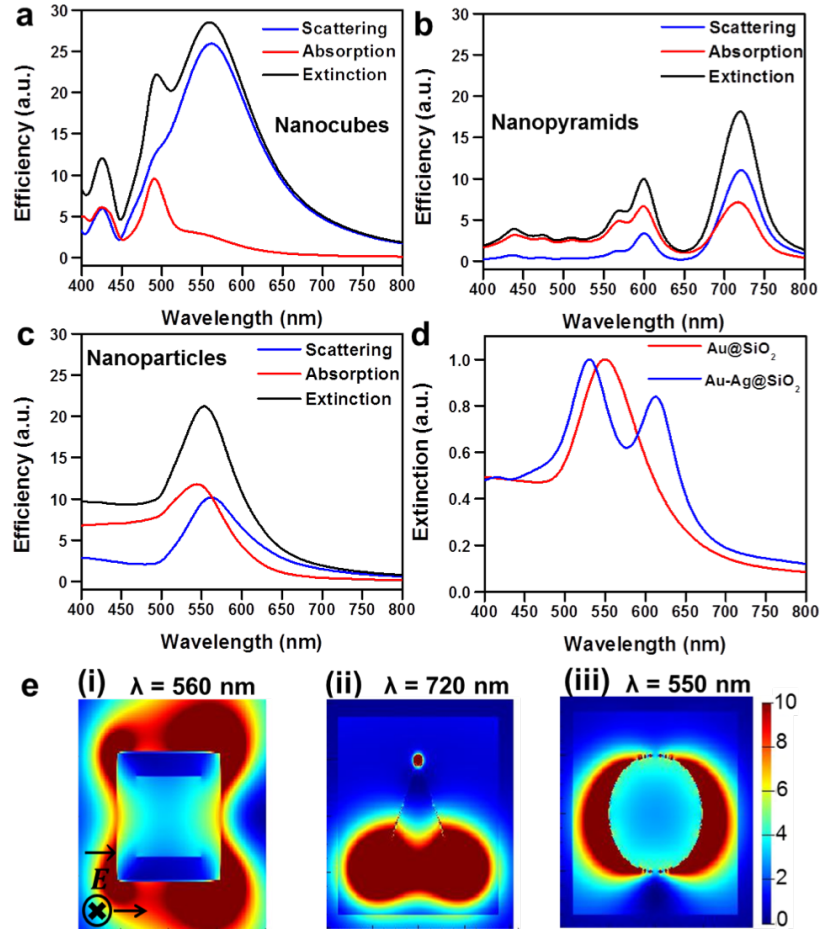 a
30
25
20
15
10
5
0
Efficiency (a.u.)
Scattering
Absorption
Extinction
Nanocubes
400 450 500 550 600 650 700 750 800
Wavelength (nm)
b
30
25
20
15
10
5
0
Efficiency (a.u.)
Scattering
Absorption
Extinction
Nanopyramids
400 450 500 550 600 650 700 750 800
Wavelength (nm)
c
30
25
20
15
10
5
0
Efficiency (a.u.)
Nanoparticles
Scattering
Absorption
Extinction
400 450 500 550 600 650 700 750 800
Wavelength (nm)
d
1.0
0.8
0.6
0.4
0.2
0.0
Extinction (a.u.)
Au@SiO₂
Au-Ag@SiO₂
400 450 500 550 600 650 700 750 800
Wavelength (nm)
e
(i) λ = 560 nm
E
(ii) λ = 720 nm
(iii) λ = 550 nm
10
8
6
4
2
0